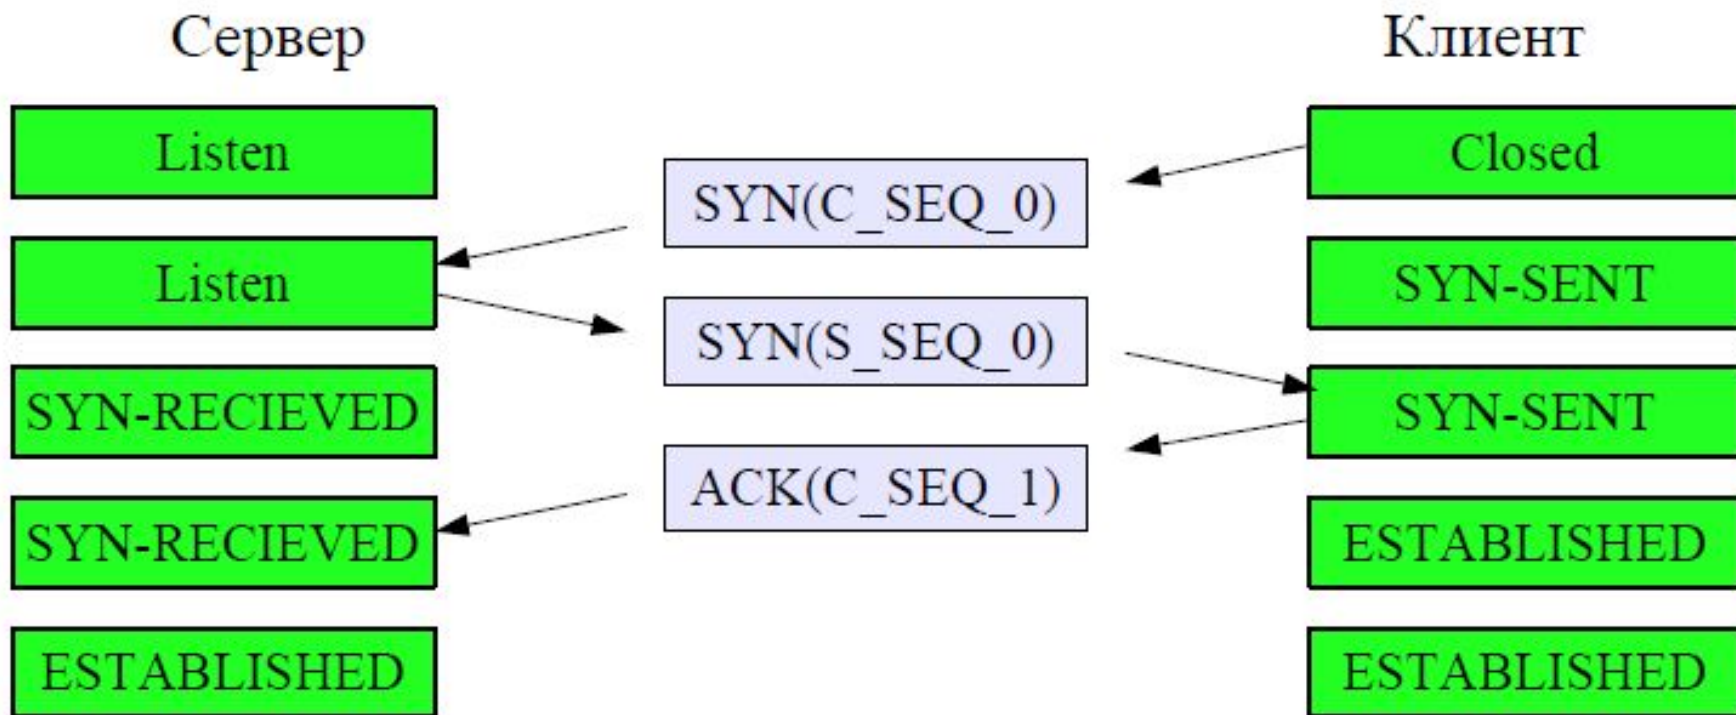 Сервер
Клиент
Listen
Closed
SYN(C_SEQ_0)
Listen
SYN-SENT
SYN(S_SEQ_0)
SYN-RECIEVED
SYN-SENT
ACK(C_SEQ_1)
SYN-RECIEVED
ESTABLISHED
ESTABLISHED
ESTABLISHED